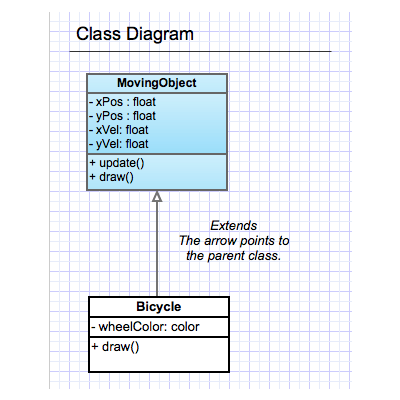 Class Diagram
MovingObject
- xPos : float
- yPos : float
- xVel: float
- yVel: float
+ update()
+ draw()
Extends
The arrow points to
the parent class.
Bicycle
- wheelColor: color
+ draw()